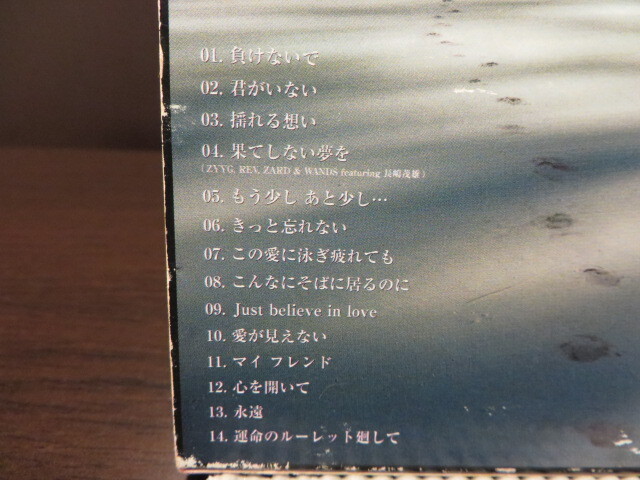 01. 負けないで
02. 君がいない
03. 揺れる想い
04. 果てしない夢を
(ZYYG, REV, ZARD & WANDS featuring 長嶋茂雄)
05. もう少し あと少し…
06. きっと忘れない
07. この愛に泳ぎ疲れても
08. こんなにそばに居るのに
09. Just believe in love
10. 愛が見えない
11. マイ フレンド
12. 心を開いて
13. 永遠
14. 運命のルーレット廻して